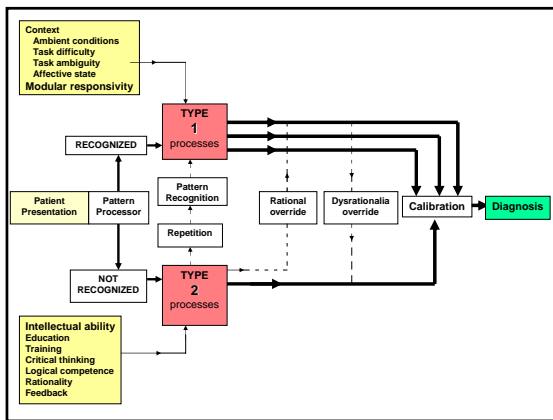 Context
Ambient conditions
Task difficulty
Task ambiguity
Affective state
Modular responsivity
TYPE
1
processes
RECOGNIZED
Patient
Presentation
Pattern
Processor
Pattern
Recognition
Repetition
Rational
override
Dysrationalia
override
Calibration
Diagnosis
NOT
RECOGNIZED
TYPE
2
processes
Intellectual ability
Education
Training
Critical thinking
Logical competence
Rationality
Feedback